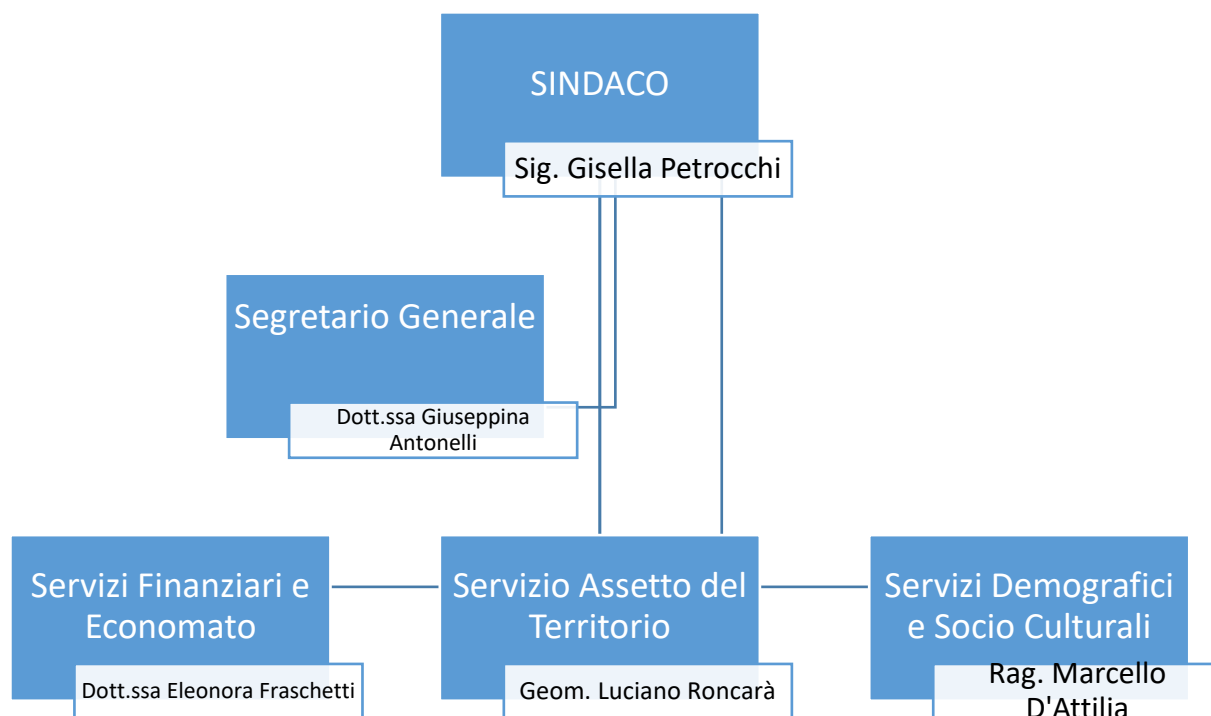 SINDACO
Sig. Gisella Petrocchi
Segretario Generale
Dott.ssa Giuseppina
Antonelli
Servizi Finanziari e
Economato
Dott.ssa Eleonora Fraschetti
Servizio Assetto del
Territorio
Geom. Luciano Roncarà
Servizi Demografici
e Socio Culturali
Rag. Marcello
D'Attilia